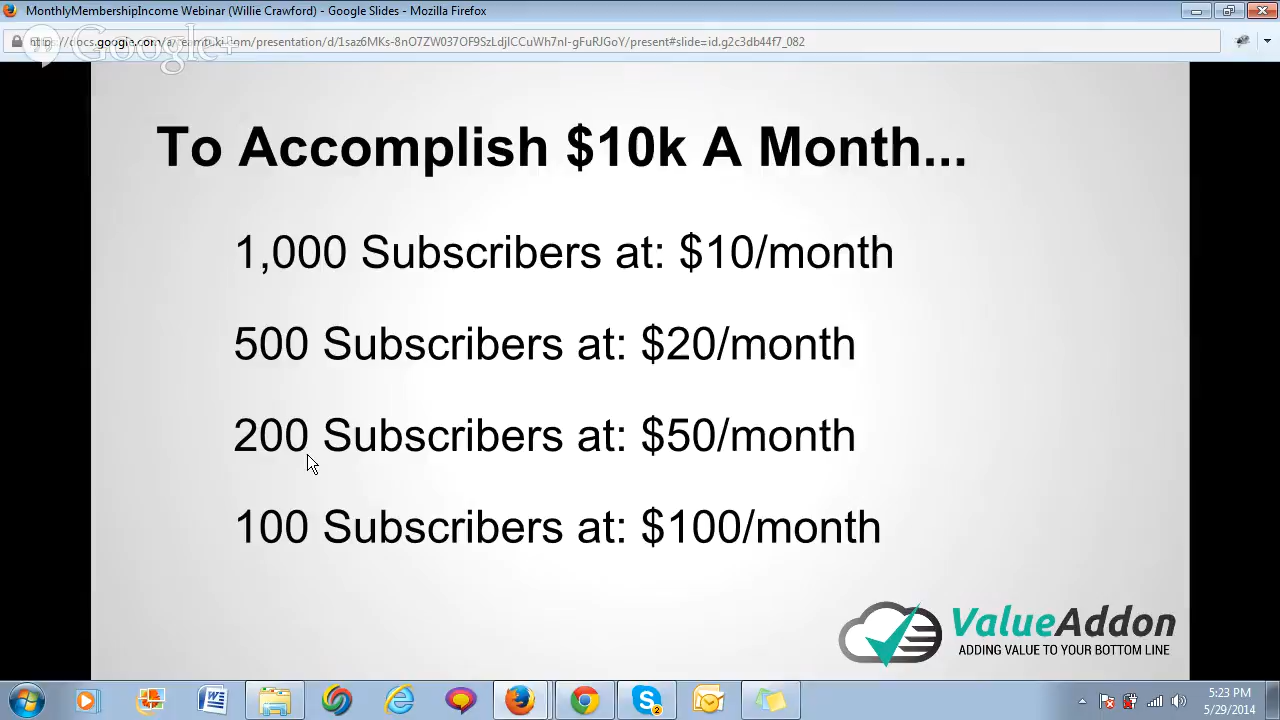 MonthlyMembershipIncome Webinar (Willie Crawford) - Google Slides - Mozilla Firefox
Google+
To Accomplish $10k A Month...
1,000 Subscribers at: $10/month
500 Subscribers at: $20/month
200 Subscribers at: $50/month
100 Subscribers at: $100/month
ValueAddon
ADDING VALUE TO YOUR BOTTOM LINE
2
5:23 PM
5/29/2014